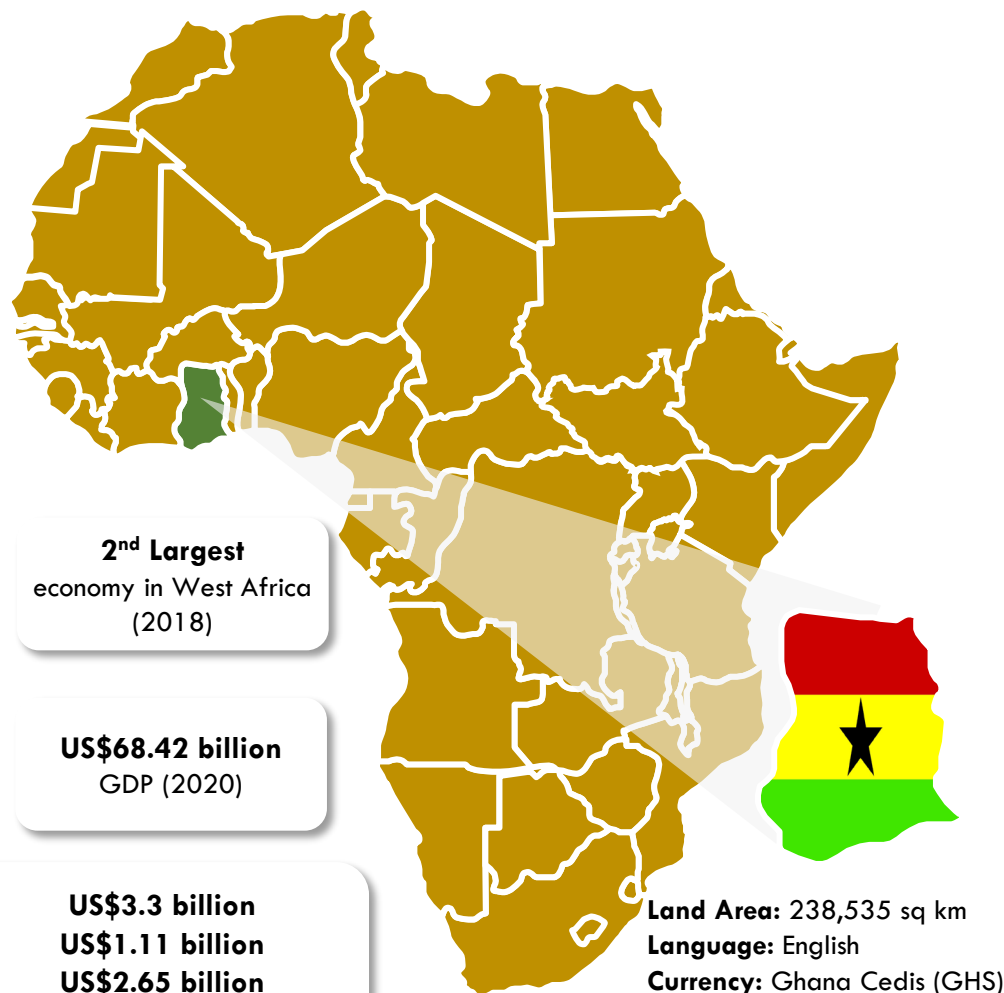 2nd Largest
economy in West Africa
(2018)
US$68.42 billion
GDP (2020)
US$3.3 billion
US$1.11 billion
US$2.65 billion
Land Area: 238,535 sq km
Language: English
Currency: Ghana Cedis (GHS)